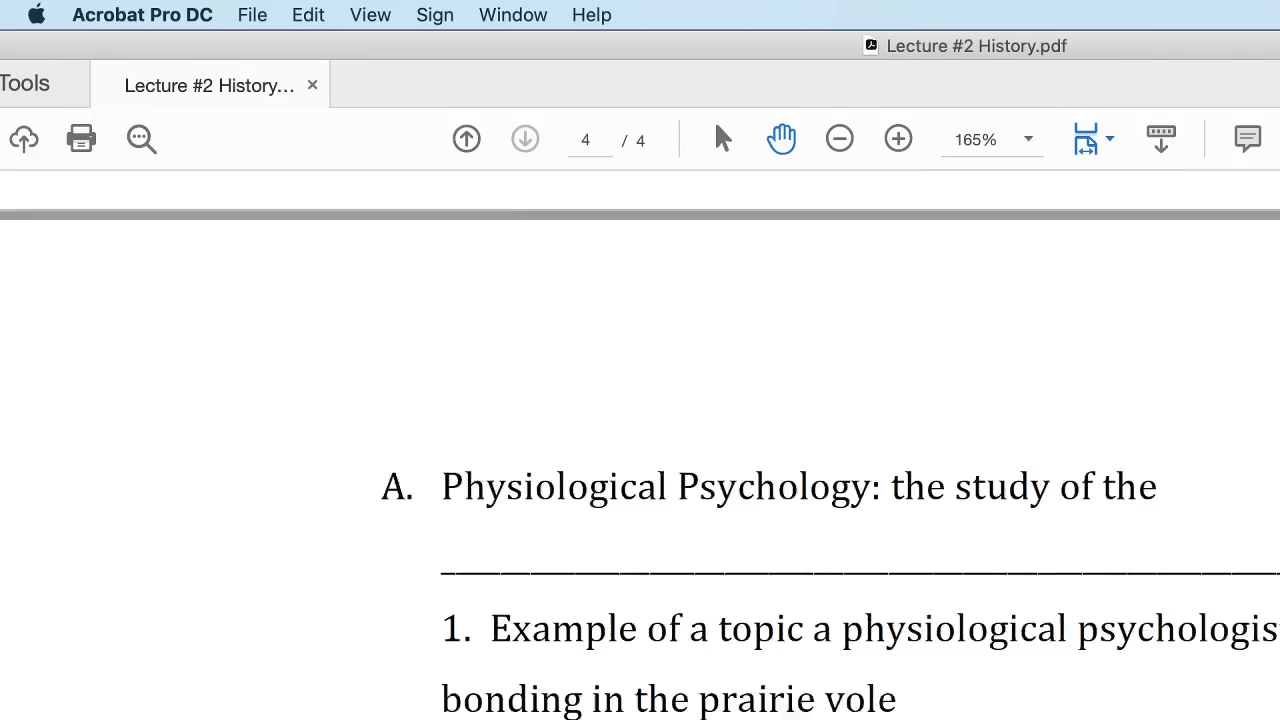 Acrobat Pro DC File Edit View Sign Window Help
Lecture #2 History.pdf
Tools Lecture #2 History... ×
4 / 4 165%
A. Physiological Psychology: the study of the
1. Example of a topic a physiological psychologis
bonding in the prairie vole